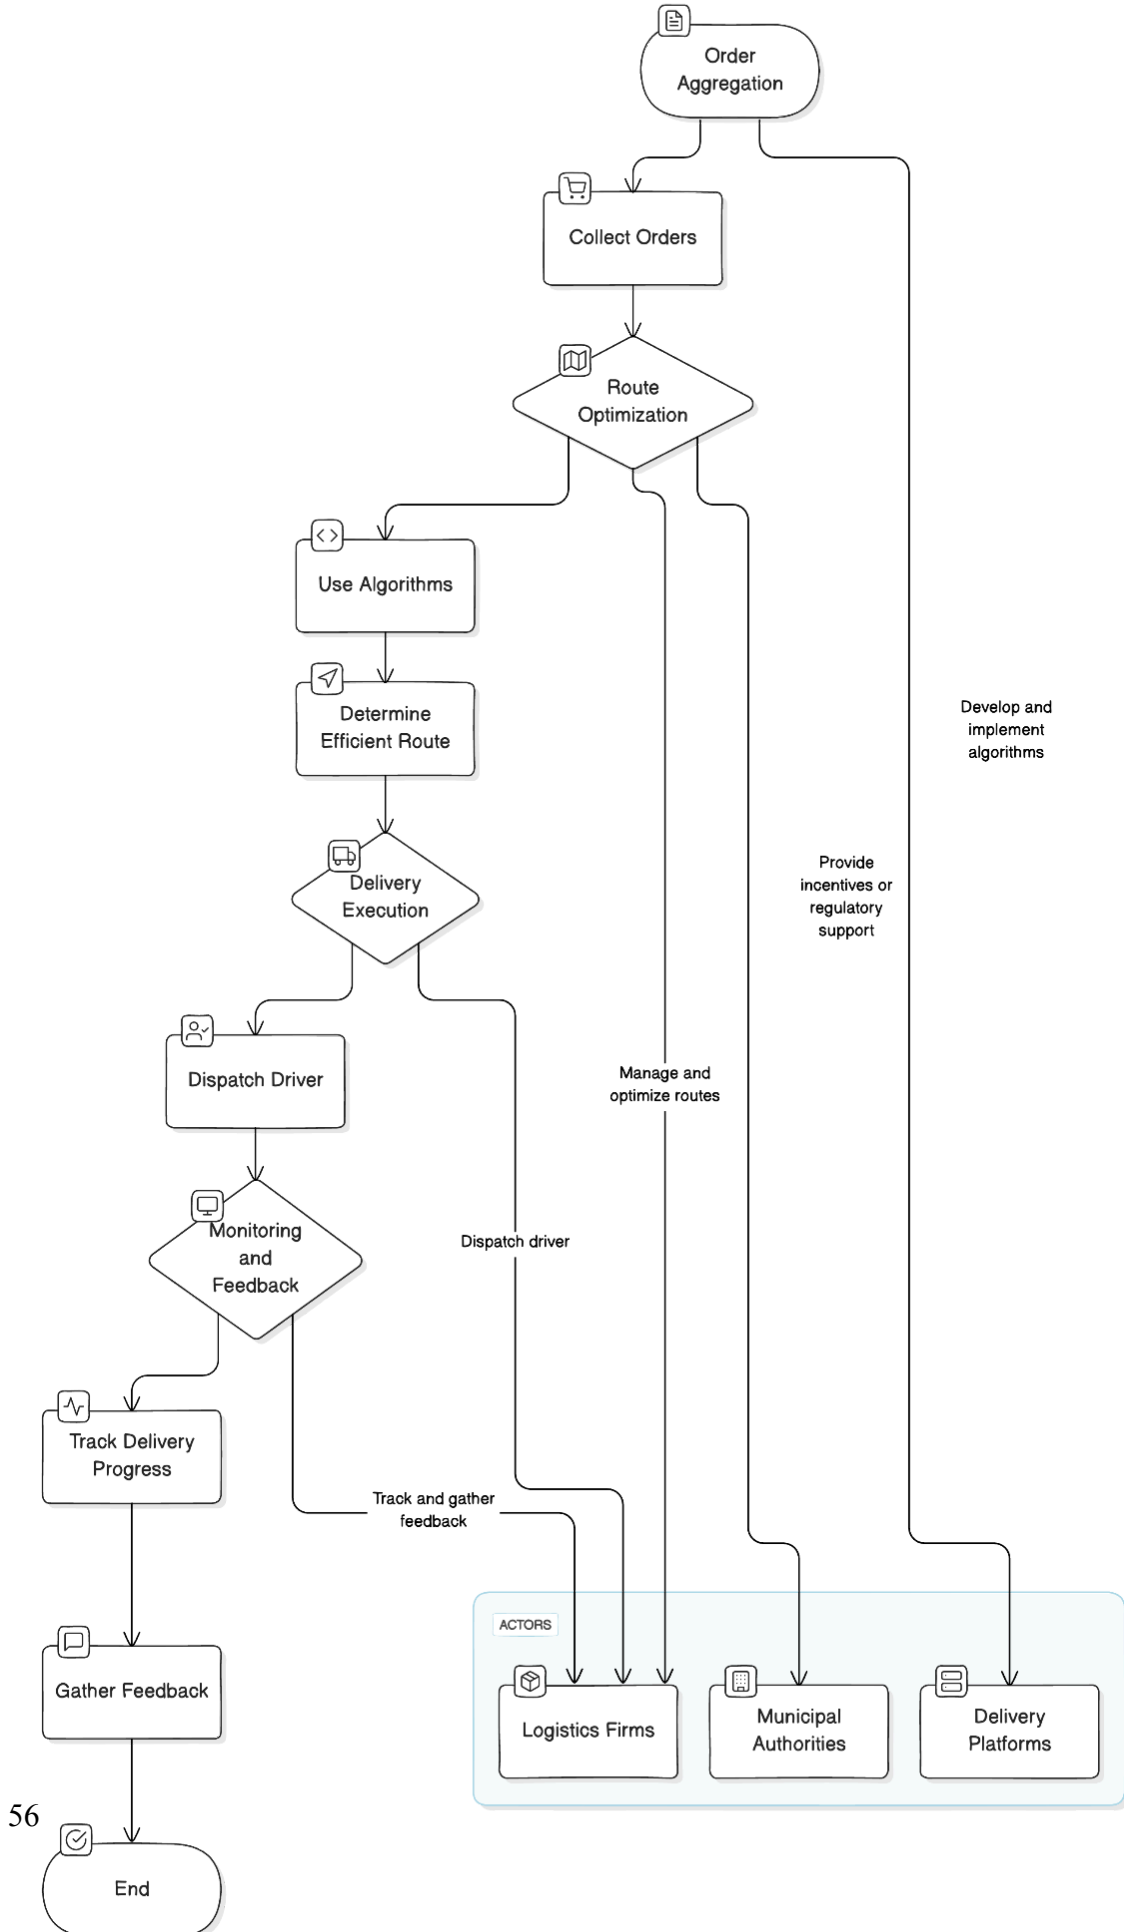 Order
Aggregation
Collect Orders
Route
Optimization
Use Algorithms
Determine
Efficient Route
Develop and
implement
algorithms
Provide
incentives or
regulatory
support
Delivery
Execution
Dispatch Driver
Manage and
optimize routes
Monitoring
and
Feedback
Dispatch driver
Track Delivery
Progress
Track and gather
feedback
ACTORS
Gather Feedback
Logistics Firms
Municipal
Authorities
Delivery
Platforms
56
End